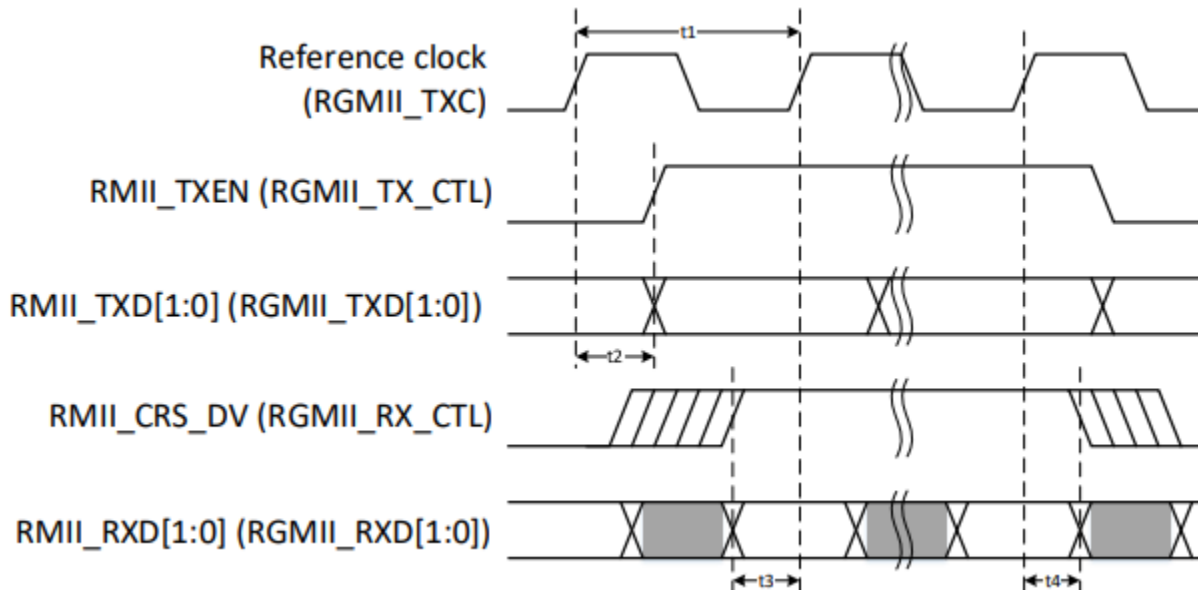 t1
Reference clock
(RGMII_TXC)
RMII_TXEN (RGMII_TX_CTL)
RMII_TXD[1:0] (RGMII_TXD[1:0])
t2
RMII_CRS_DV (RGMII_RX_CTL)
RMII_RXD[1:0] (RGMII_RXD[1:0])
t3
t4